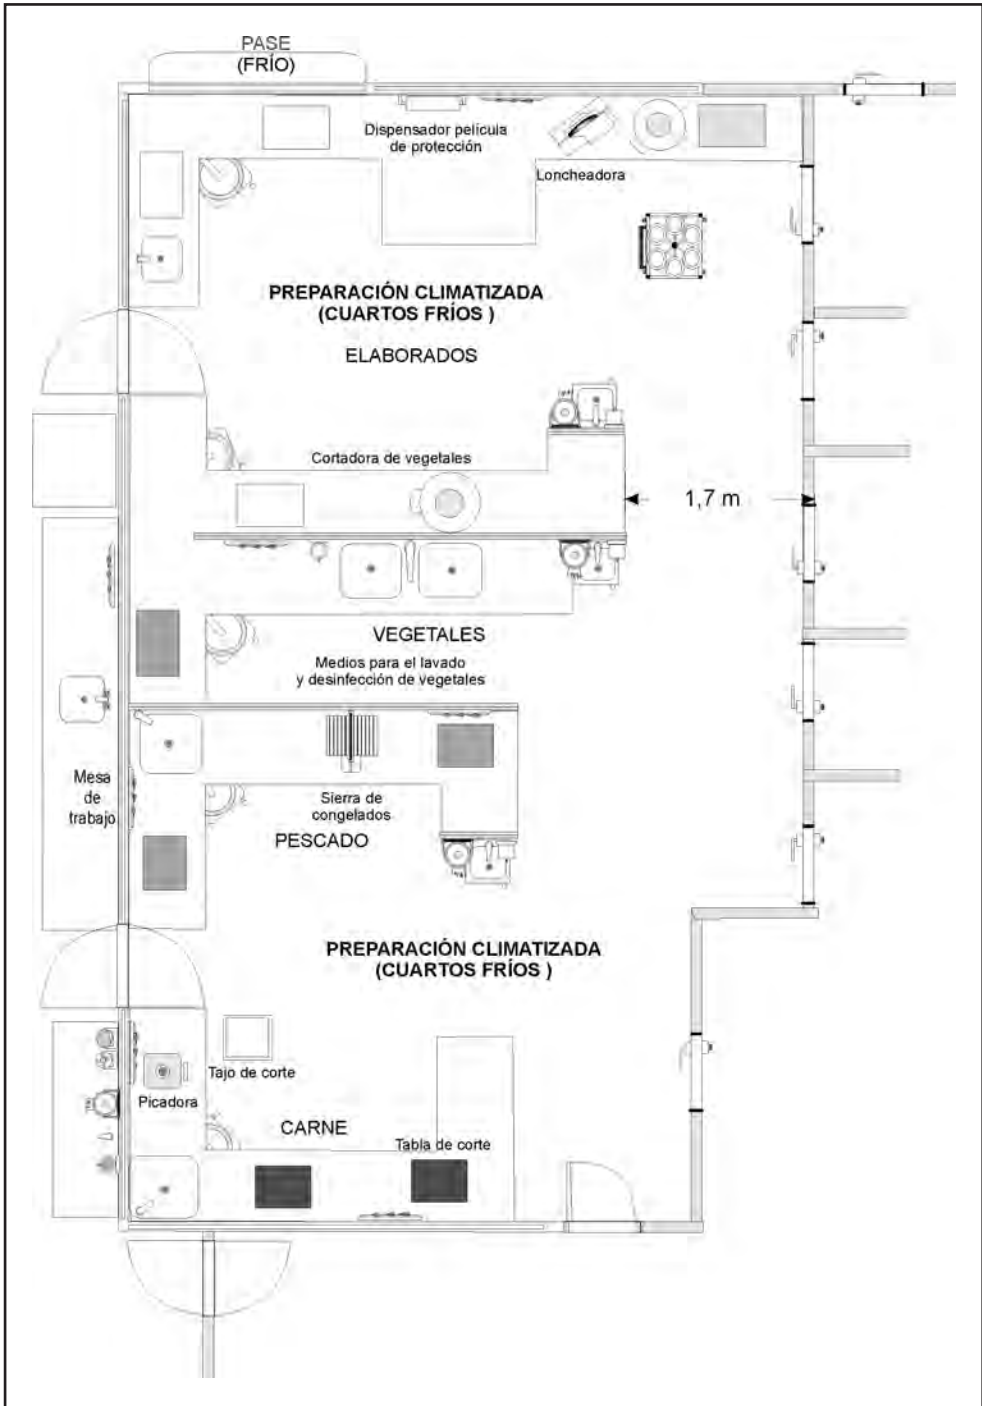 PASE
(FRÍO)
Dispensador película
de protección
Loncheadora
PREPARACIÓN CLIMATIZADA
(CUARTOS FRÍOS )
ELABORADOS
Cortadora de vegetales
1,7 m
VEGETALES
Medios para el lavado
y desinfección de vegetales
Mesa
de
trabajo
Sierra de
congelados
PESCADO
PREPARACIÓN CLIMATIZADA
(CUARTOS FRÍOS )
Tajo de corte
Picadora
CARNE
Tabla de corte